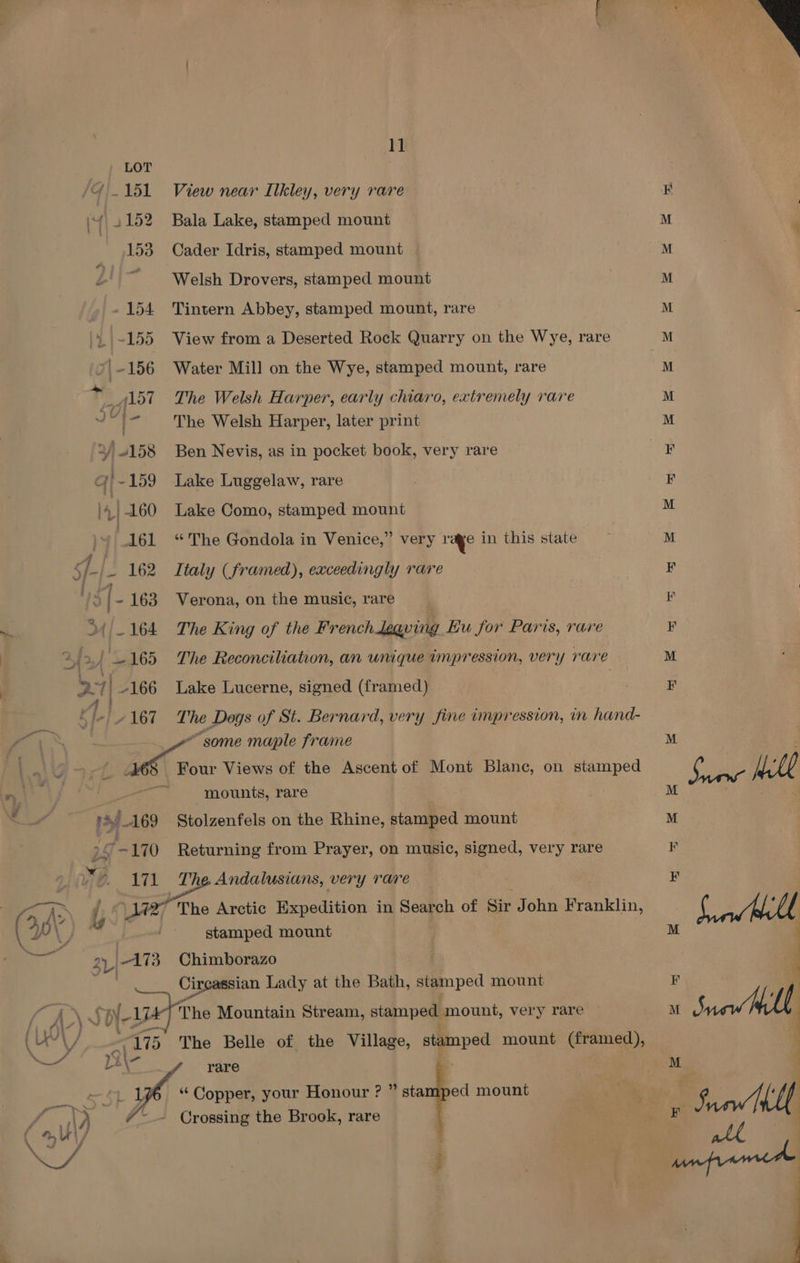 11
LOT
151 View near Ilkley, very rare F
152 Bala Lake, stamped mount M
153 Cader Idris, stamped mount M
Welsh Drovers, stamped mount M
154 Tintern Abbey, stamped mount, rare M
155 View from a Deserted Rock Quarry on the Wye, rare M
156 Water Mill on the Wye, stamped mount, rare M
157 The Welsh Harper, early chiaro, extremely rare M
The Welsh Harper, later print M
158 Ben Nevis, as in pocket book, very rare F
159 Lake Luggelaw, rare F
160 Lake Como, stamped mount M
161 “The Gondola in Venice,” very rare in this state M
162 Italy (framed), exceedingly rare F
163 Verona, on the music, rare F
164 The King of the French leaving Eu for Paris, rare F
165 The Reconciliation, an unique impression, very rare M
166 Lake Lucerne, signed (framed) F
167 The Dogs of St. Bernard, very fine impression, in hand-
some maple frame M
168 Four Views of the Ascent of Mont Blanc, on stamped Snow Hill
mounts, rare M
169 Stolzenfels on the Rhine, stamped mount M
170 Returning from Prayer, on music, signed, very rare F
171 The Andalusians, very rare F
172 The Arctic Expedition in Search of Sir John Franklin, Snow Hill
stamped mount M
173 Chimborazo
Circassian Lady at the Bath, stamped mount F
174 The Mountain Stream, stamped mount, very rare M Snow Hill
175 The Belle of the Village, stamped mount (framed),
rare M
176 “Copper, your Honour ? ” stamped mount Snow Hill
Crossing the Brook, rare F
all
unframed